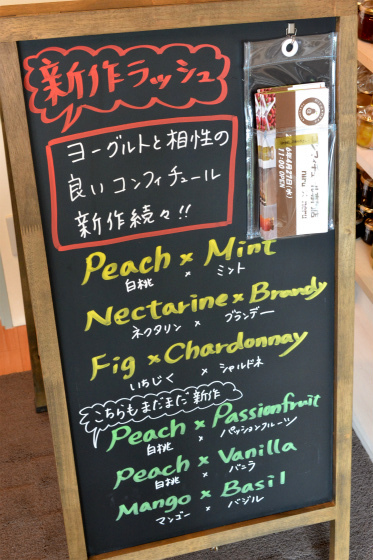 新作ラッシュ
ヨーグルトと相性の
良いコンフィチュール
新作続々!!
Peach × Mint
白桃 × ミント
Nectarine × Brandy
ネクタリン × ブランデー
Fig × Chardonnay
いちじく × シャルドネ
こちらもまだまだ新作
Peach × Passionfruit
白桃 × パッションフルーツ
Peach × Vanilla
白桃 × バニラ
Mango × Basil
マンゴー × バジル
11:00 OPEN